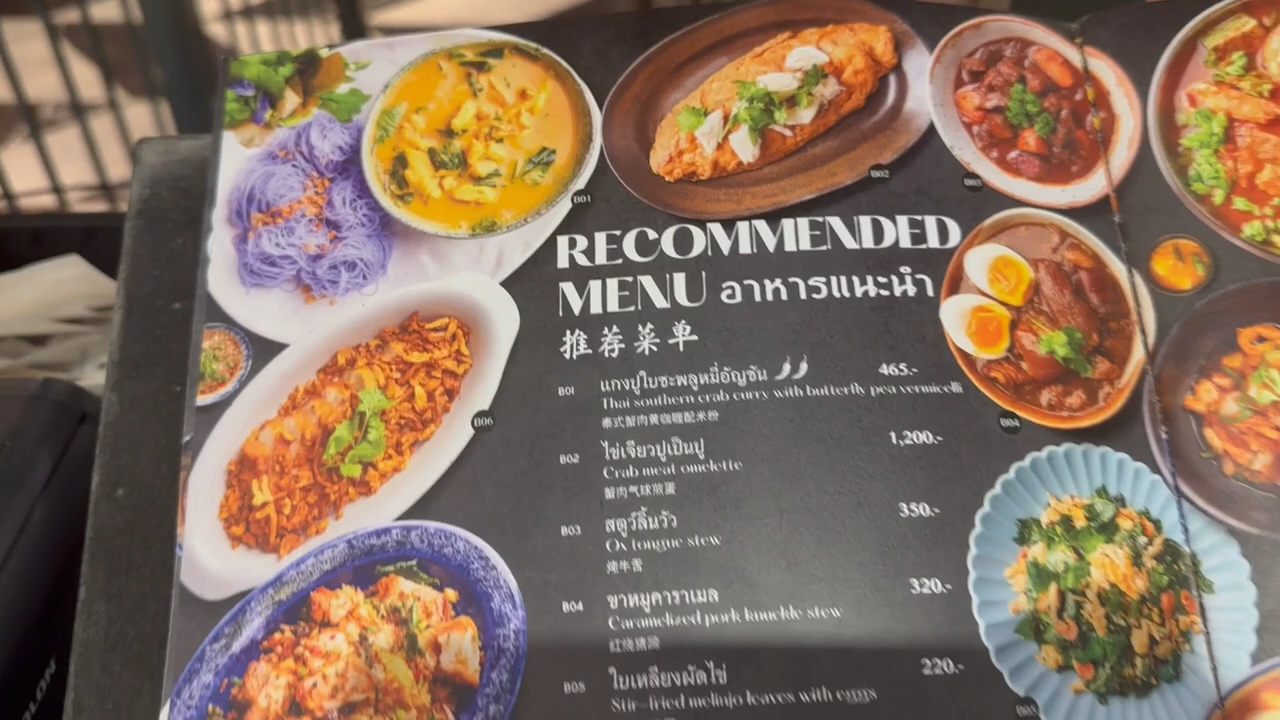 B01
B02
B03
RECOMMENDED
MENU อาหารแนะนำ
推荐菜单
B01 แกงปูใบชะพลูหมี่อัญชัน 465.-
Thai southern crab curry with butterfly pea vermicelli
泰式蟹肉黄咖喱配米粉
B02 ไข่เจียวปูเป็นปู 1,200.-
Crab meat omelette
蟹肉气球煎蛋
B03 สตูว์ลิ้นวัว 350.-
Ox tongue stew
炖牛舌
B04 ขาหมูคาราเมล 320.-
Caramelized pork knuckle stew
红烧猪蹄
B05 ใบเหลียงผัดไข่ 220.-
Stir-fried melinjo leaves with eggs
B06
B04
B05